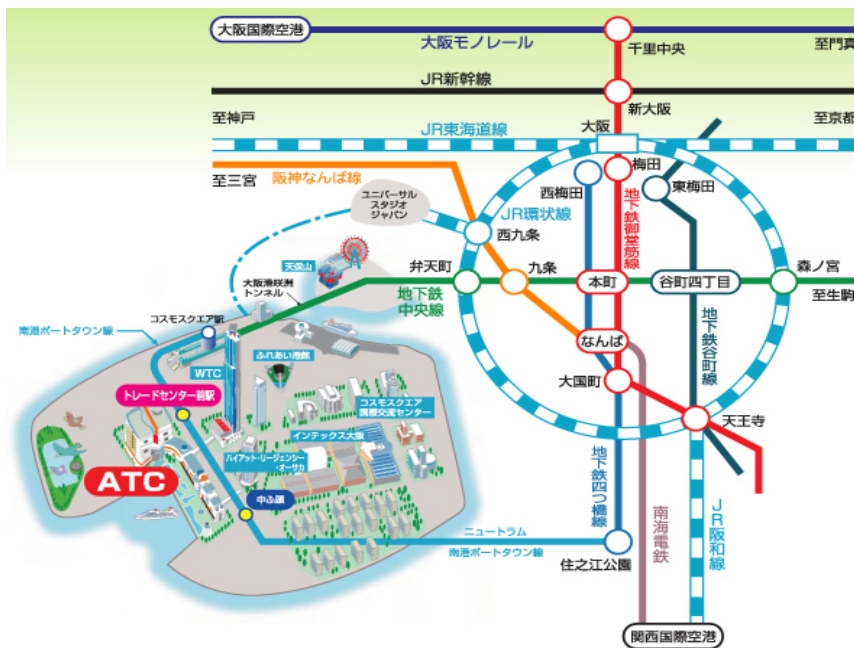 大阪国際空港
大阪モノレール
千里中央
至門真
JR新幹線
新大阪
至神戸
大阪
至京都
JR東海道線
梅田
至三宮
阪神なんば線
西梅田
東梅田
ユニバーサル
スタジオ
ジャパン
JR環状線
地下鉄御堂筋線
西九条
天保山
弁天町
九条
本町
谷町四丁目
森ノ宮
大阪港咲洲
トンネル
地下鉄
中央線
至生駒
コスモスクエア駅
南港ポートタウン線
なんば
地下鉄谷町線
WTC
ふれあい港館
大国町
トレードセンター前駅
コスモスクエア
国際交流センター
天王寺
インテックス大阪
ハイアット・リージェンシー
・オーサカ
ATC
地下鉄四つ橋線
中ふ頭
南海電鉄
JR阪和線
ニュートラム
南港ポートタウン線
住之江公園
関西国際空港